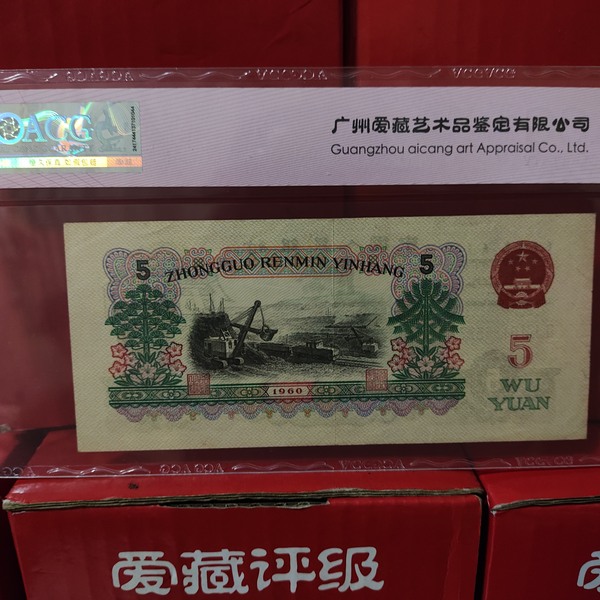 ACG
广州爱藏艺术品鉴定有限公司
Guangzhou aicang art Appraisal Co., Ltd.
5
ZHONGGUO RENMIN YINHANG
5
1960
5
WU
YUAN
爱藏评级